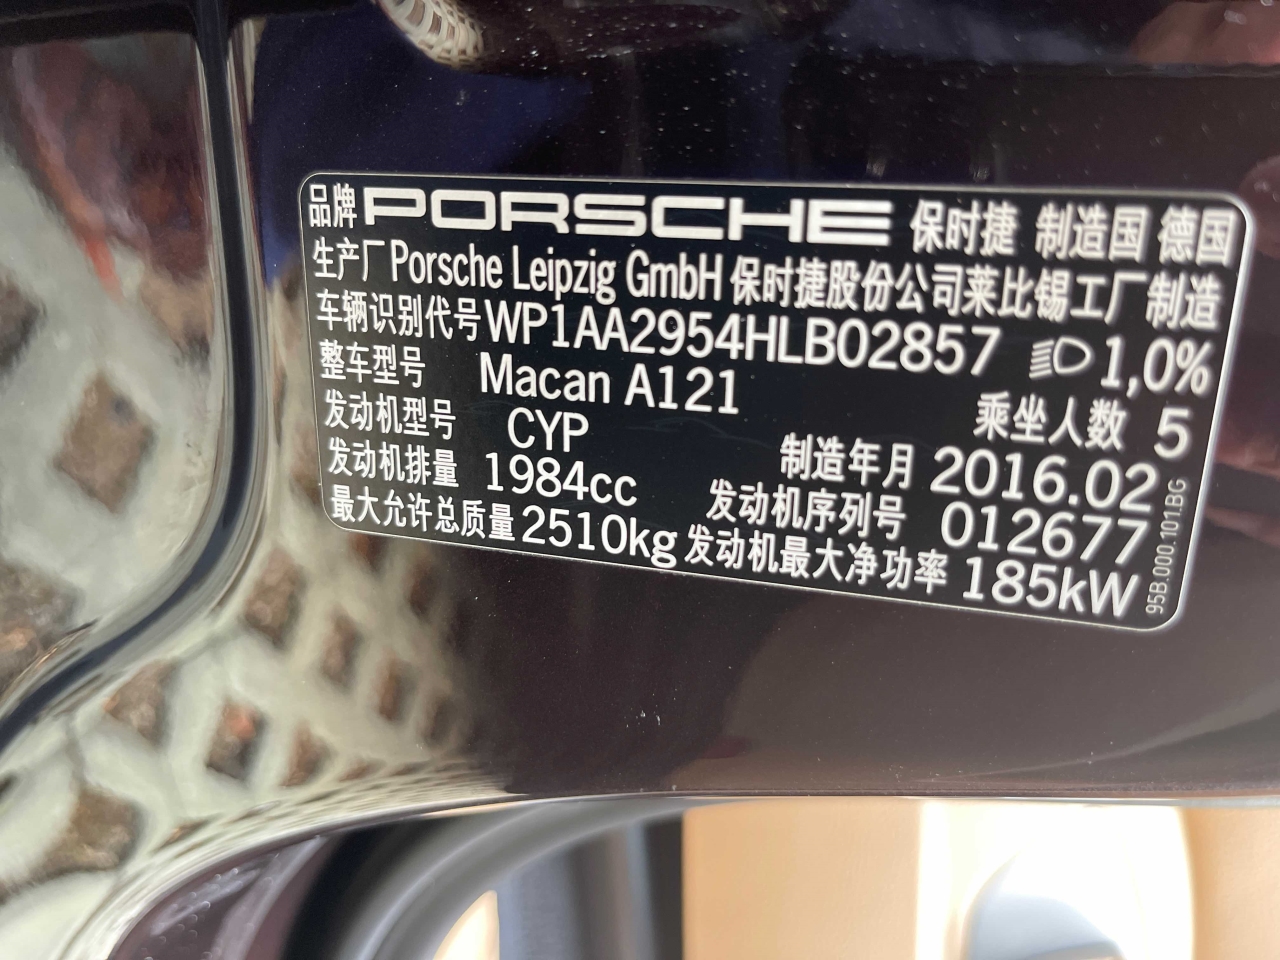 品牌 PORSCHE 保时捷 制造国 德国
生产厂 Porsche Leipzig GmbH 保时捷股份公司莱比锡工厂制造
车辆识别代号 WP1AA2954HLB02857 1,0%
整车型号 Macan A121 乘坐人数 5
发动机型号 CYP 制造年月 2016.02
发动机排量 1984cc 发动机序列号 012677
最大允许总质量 2510kg 发动机最大净功率 185kW
95B.000.101.BG